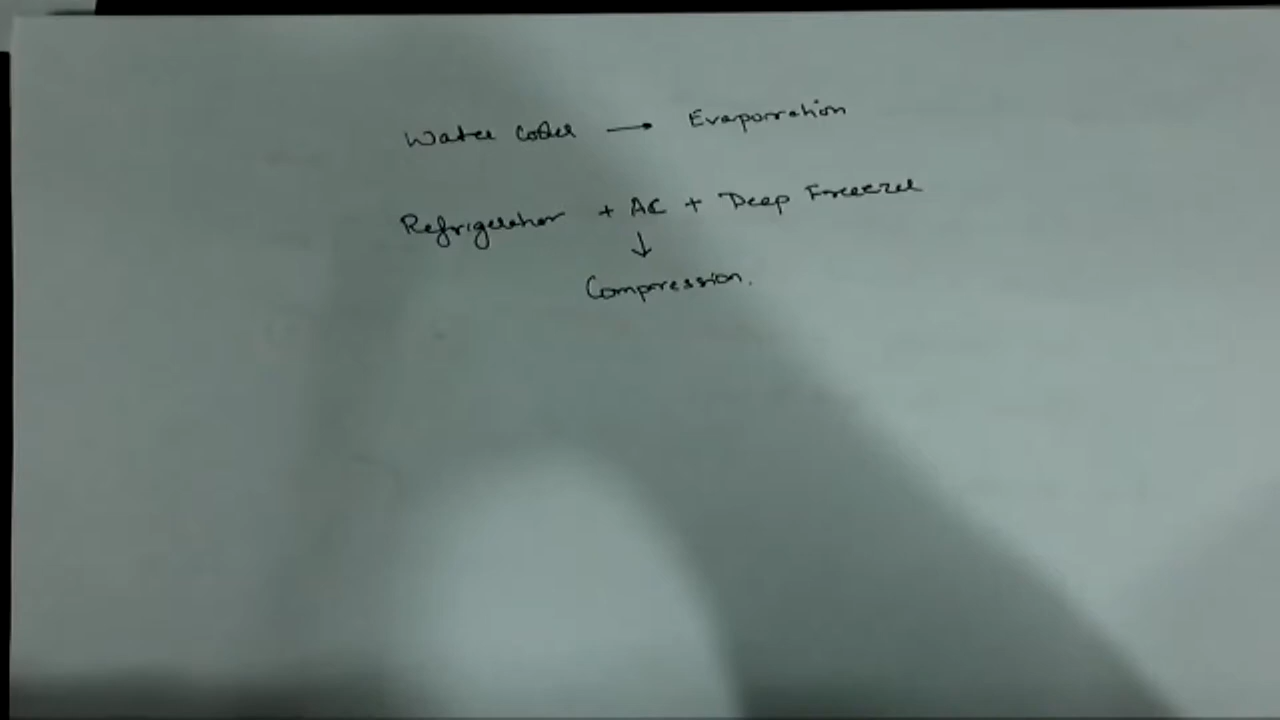 Water Cooler → Evaporation
Refrigerator + AC + Deep Freezer
↓
Compression.